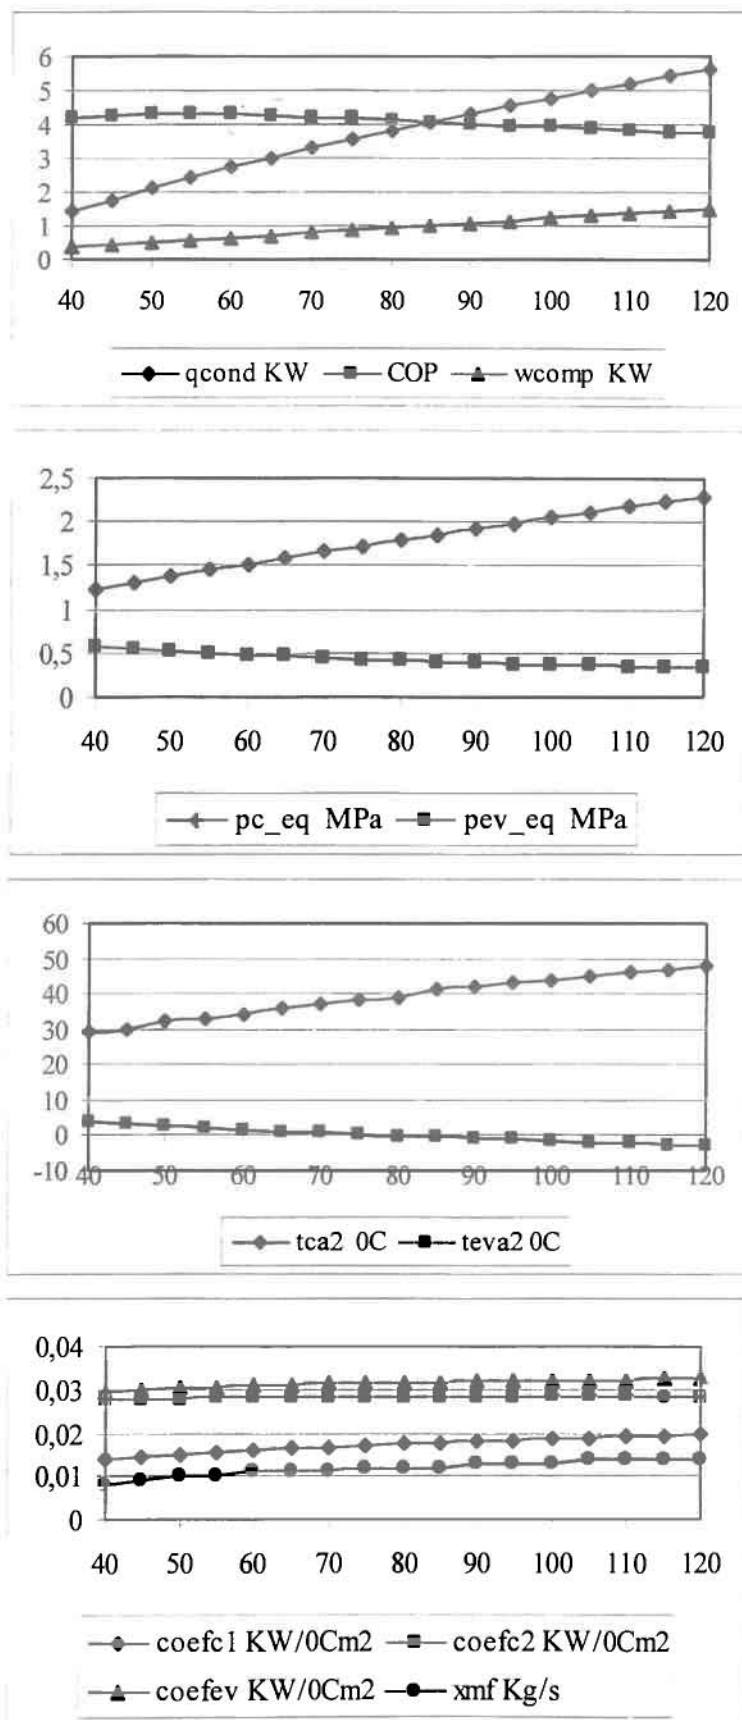 6
5
4
3
2
1
0
40 50 60 70 80 90 100 110 120
qcond KW COP wcomp KW
2,5
2
1,5
1
0,5
0
40 50 60 70 80 90 100 110 120
pc_eq MPa pev_eq MPa
60
50
40
30
20
10
0
-10
40 50 60 70 80 90 100 110 120
tca2 0C teva2 0C
0,04
0,03
0,02
0,01
0
40 50 60 70 80 90 100 110 120
coefc1 KW/0Cm2 coefc2 KW/0Cm2
coefev KW/0Cm2 xmf Kg/s